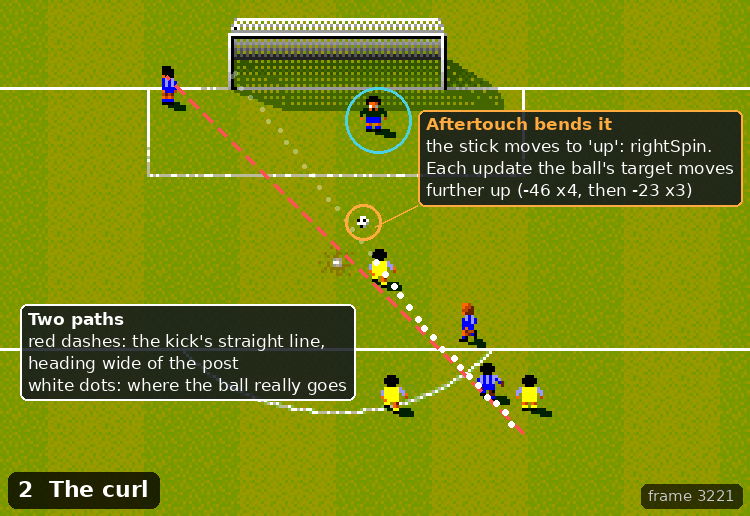 Aftertouch bends it
the stick moves to 'up': rightSpin.
Each update the ball's target moves
further up (-46 x4, then -23 x3)
Two paths
red dashes: the kick's straight line,
heading wide of the post
white dots: where the ball really goes
2 The curl
frame 3221